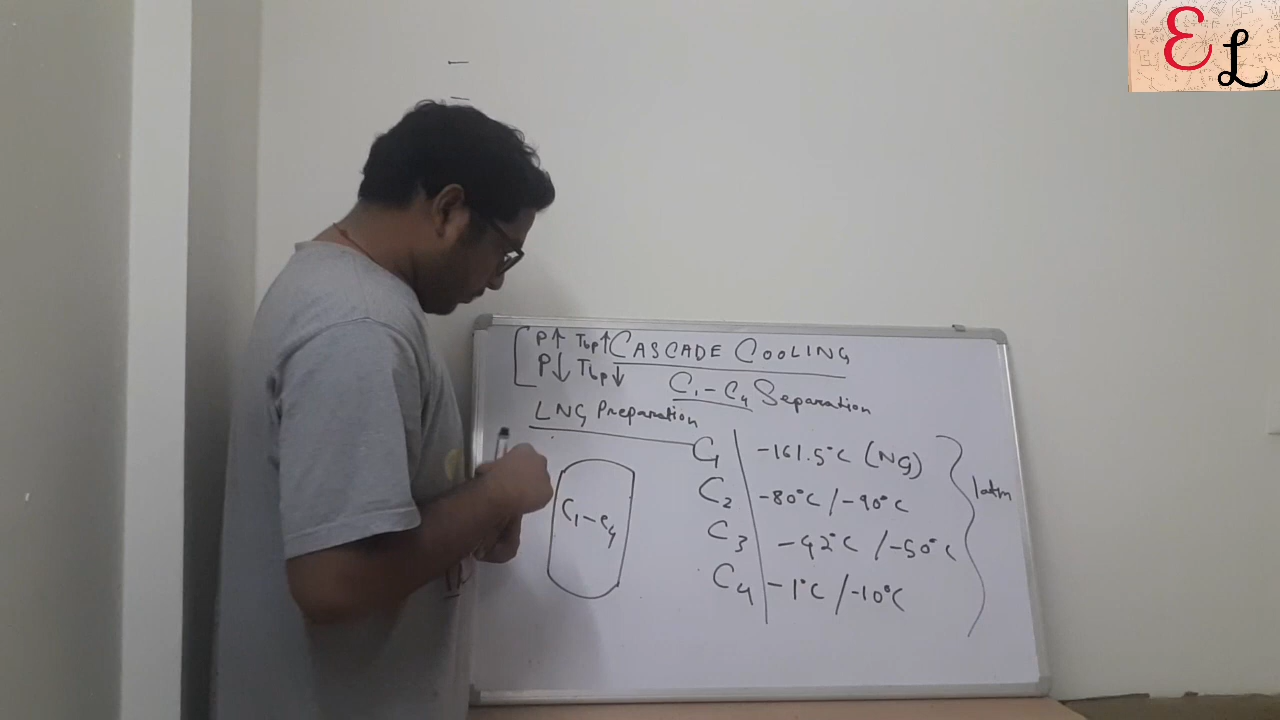 P↑ Tbp↑ CASCADE COOLING
P↓ Tbp↓
C1-C4 Separation
LNG Preparation
C1 -161.5°C (NG)
C2 -80°C / -90°C
C3 -42°C / -50°C
C4 -1°C / -10°C
1atm
C1-C4
EL